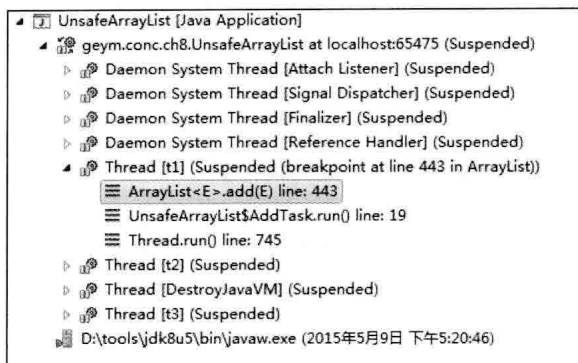 UnsafeArrayList [Java Application]
geym.conc.ch8.UnsafeArrayList at localhost:65475 (Suspended)
Daemon System Thread [Attach Listener] (Suspended)
Daemon System Thread [Signal Dispatcher] (Suspended)
Daemon System Thread [Finalizer] (Suspended)
Daemon System Thread [Reference Handler] (Suspended)
Thread [t1] (Suspended (breakpoint at line 443 in ArrayList))
ArrayList<E>.add(E) line: 443
UnsafeArrayList$AddTask.run() line: 19
Thread.run() line: 745
Thread [t2] (Suspended)
Thread [DestroyJavaVM] (Suspended)
Thread [t3] (Suspended)
D:\tools\jdk8u5\bin\javaw.exe (2015年5月9日 下午5:20:46)